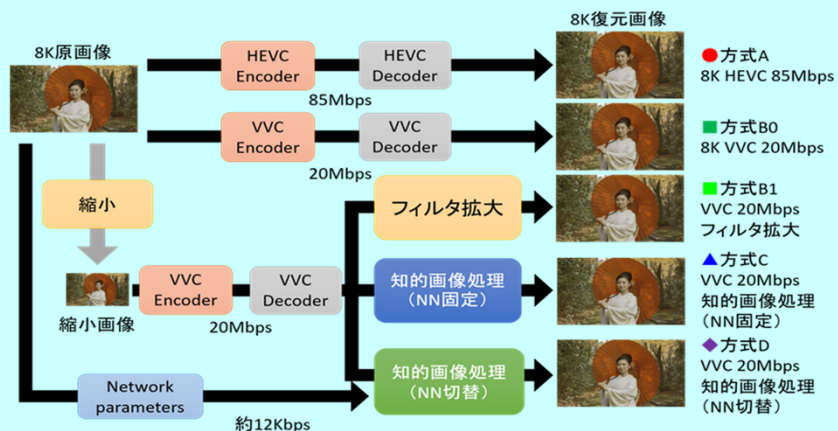 8K原画像
HEVC
Encoder
HEVC
Decoder
85Mbps
VVC
Encoder
VVC
Decoder
20Mbps
縮小
縮小画像
VVC
Encoder
VVC
Decoder
20Mbps
フィルタ拡大
知的画像処理
(NN固定)
知的画像処理
(NN切替)
Network
parameters
約12Kbps
8K復元画像
方式A
8K HEVC 85Mbps
方式B0
8K VVC 20Mbps
方式B1
VVC 20Mbps
フィルタ拡大
方式C
VVC 20Mbps
知的画像処理
(NN固定)
方式D
VVC 20Mbps
知的画像処理
(NN切替)